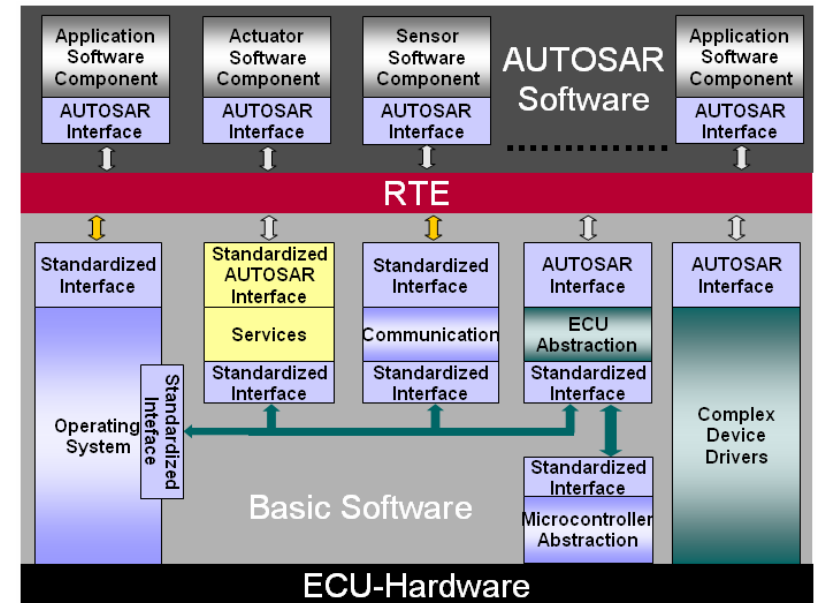 Application
Software
Component
AUTOSAR
Interface
Actuator
Software
Component
AUTOSAR
Interface
Sensor
Software
Component
AUTOSAR
Interface
AUTOSAR
Software
Application
Software
Component
AUTOSAR
Interface
RTE
Standardized
Interface
Operating
System
Standardized
Inteface
Standardized
AUTOSAR
Interface
Services
Standardized
Interface
Standardized
Interface
Communication
Standardized
Interface
AUTOSAR
Interface
ECU
Abstraction
Standardized
Interface
Standardized
Interface
Microcontroller
Abstraction
AUTOSAR
Interface
Complex
Device
Drivers
Basic Software
ECU-Hardware